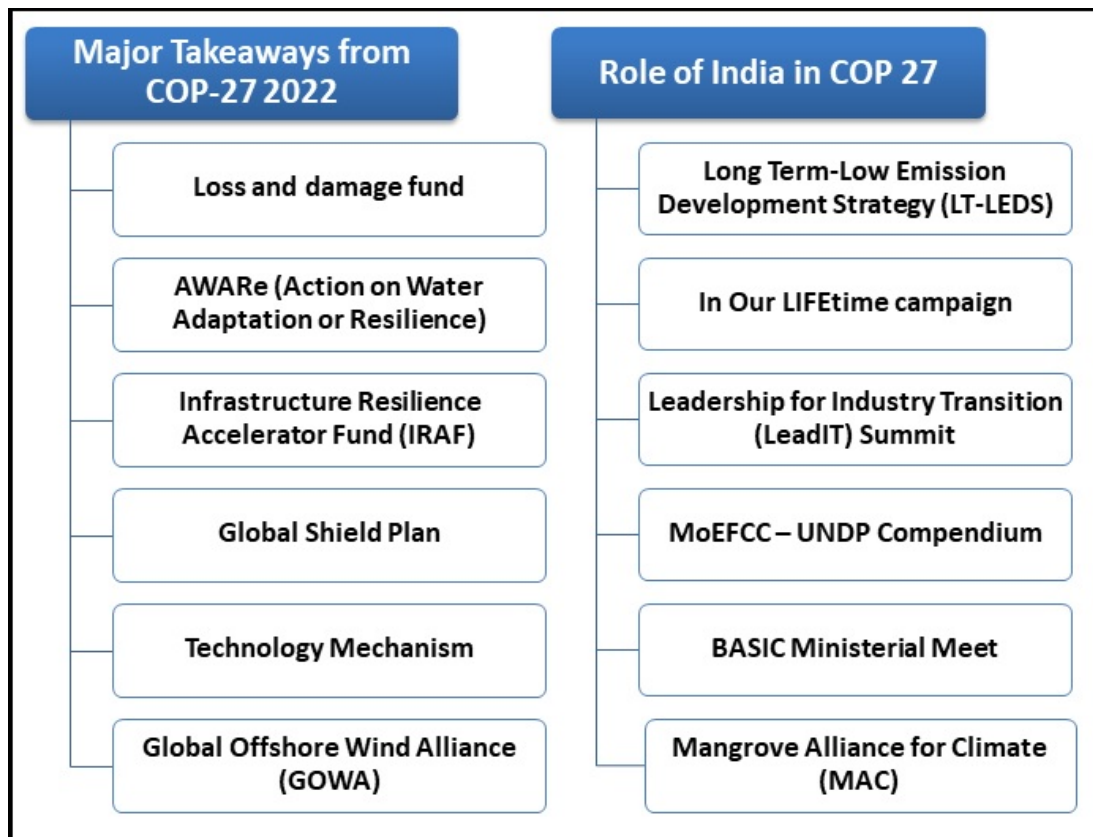 Major Takeaways from
COP-27 2022
Loss and damage fund
AWARe (Action on Water
Adaptation or Resilience)
Infrastructure Resilience
Accelerator Fund (IRAF)
Global Shield Plan
Technology Mechanism
Global Offshore Wind Alliance
(GOWA)
Role of India in COP 27
Long Term-Low Emission
Development Strategy (LT-LEDS)
In Our LIFEtime campaign
Leadership for Industry Transition
(LeadIT) Summit
MoEFCC – UNDP Compendium
BASIC Ministerial Meet
Mangrove Alliance for Climate
(MAC)